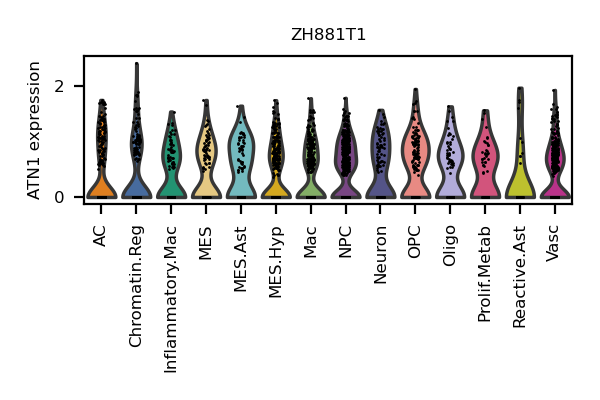 ZH881T1
ATN1 expression
2
0
AC
Chromatin.Reg
Inflammatory.Mac
MES
MES.Ast
MES.Hyp
Mac
NPC
Neuron
OPC
Oligo
Prolif.Metab
Reactive.Ast
Vasc